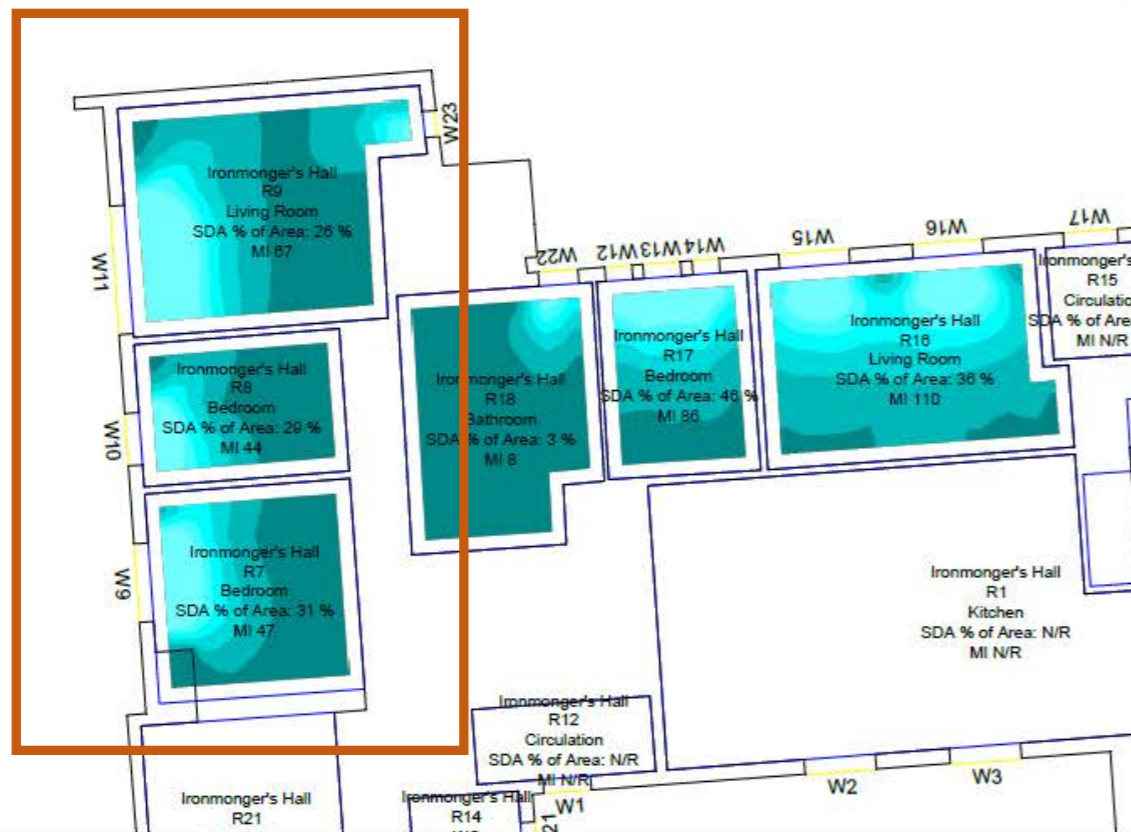 W23
Ironmonger's Hall
R9
Living Room
SDA % of Area: 26 %
MI 67
W11
Ironmonger's Hall
R8
Bedroom
SDA % of Area: 29 %
MI 44
W10
Ironmonger's Hall
R7
Bedroom
SDA % of Area: 31 %
MI 47
W9
W22
W12
W13
W14
W15
W16
W17
Ironmonger's Hall
R18
Bathroom
SDA % of Area: 3 %
MI 8
Ironmonger's Hall
R17
Bedroom
SDA % of Area: 46 %
MI 86
Ironmonger's Hall
R16
Living Room
SDA % of Area: 36 %
MI 110
Ironmonger's
R15
Circulatio
SDA % of Area
MI N/R
Ironmonger's Hall
R1
Kitchen
SDA % of Area: N/R
MI N/R
Ironmonger's Hall
R12
Circulation
SDA % of Area: N/R
MI N/R
W1
W2
W3
Ironmonger's Hall
R21
Ironmonger's Hall
R14
21